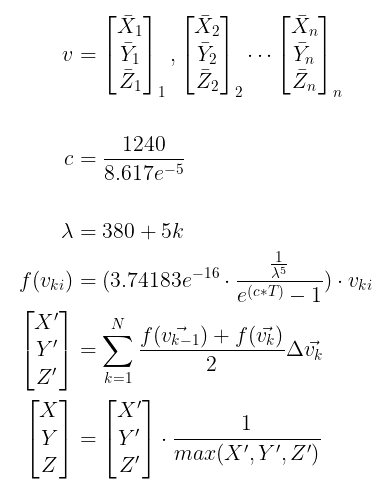 v = [X̄₁ Ȳ₁ Z̄₁]₁ , [X̄₂ Ȳ₂ Z̄₂]₂ ⋯ [X̄ₙ Ȳₙ Z̄ₙ]ₙ
c = 1240 / 8.617e⁻⁵
λ = 380 + 5k
f(v_{ki}) = (3.74183e⁻¹⁶ · (1/λ⁵) / (e^{(c*T)} − 1)) · v_{ki}
[X′ Y′ Z′] = ∑_{k=1}^{N} (f(v⃗_{k−1}) + f(v⃗_k)) / 2 Δv⃗_k
[X Y Z] = [X′ Y′ Z′] · 1 / max(X′, Y′, Z′)